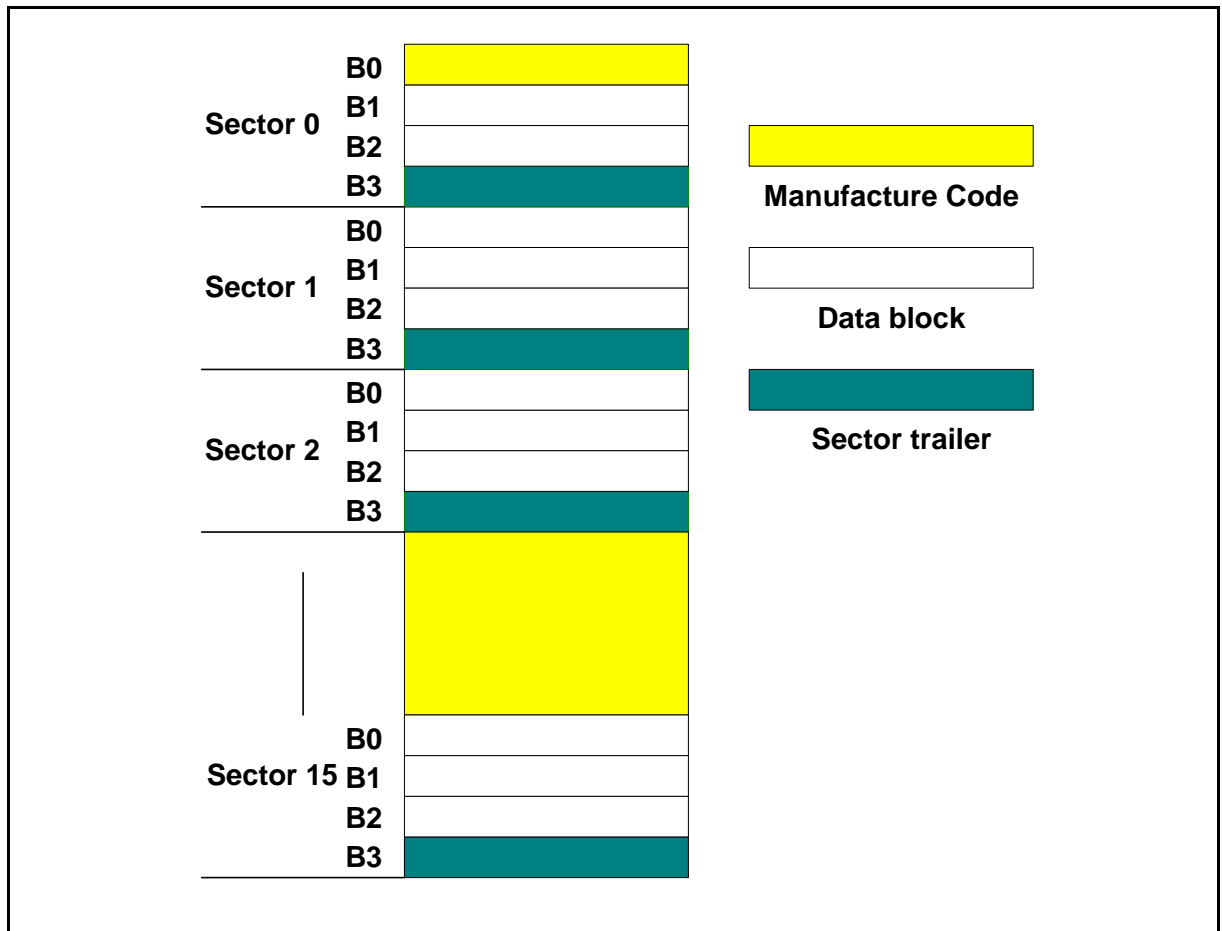 B0
B1
Sector 0
B2
B3
B0
B1
Sector 1
B2
B3
B0
B1
Sector 2
B2
B3
B0
Sector 15 B1
B2
B3
Manufacture Code
Data block
Sector trailer